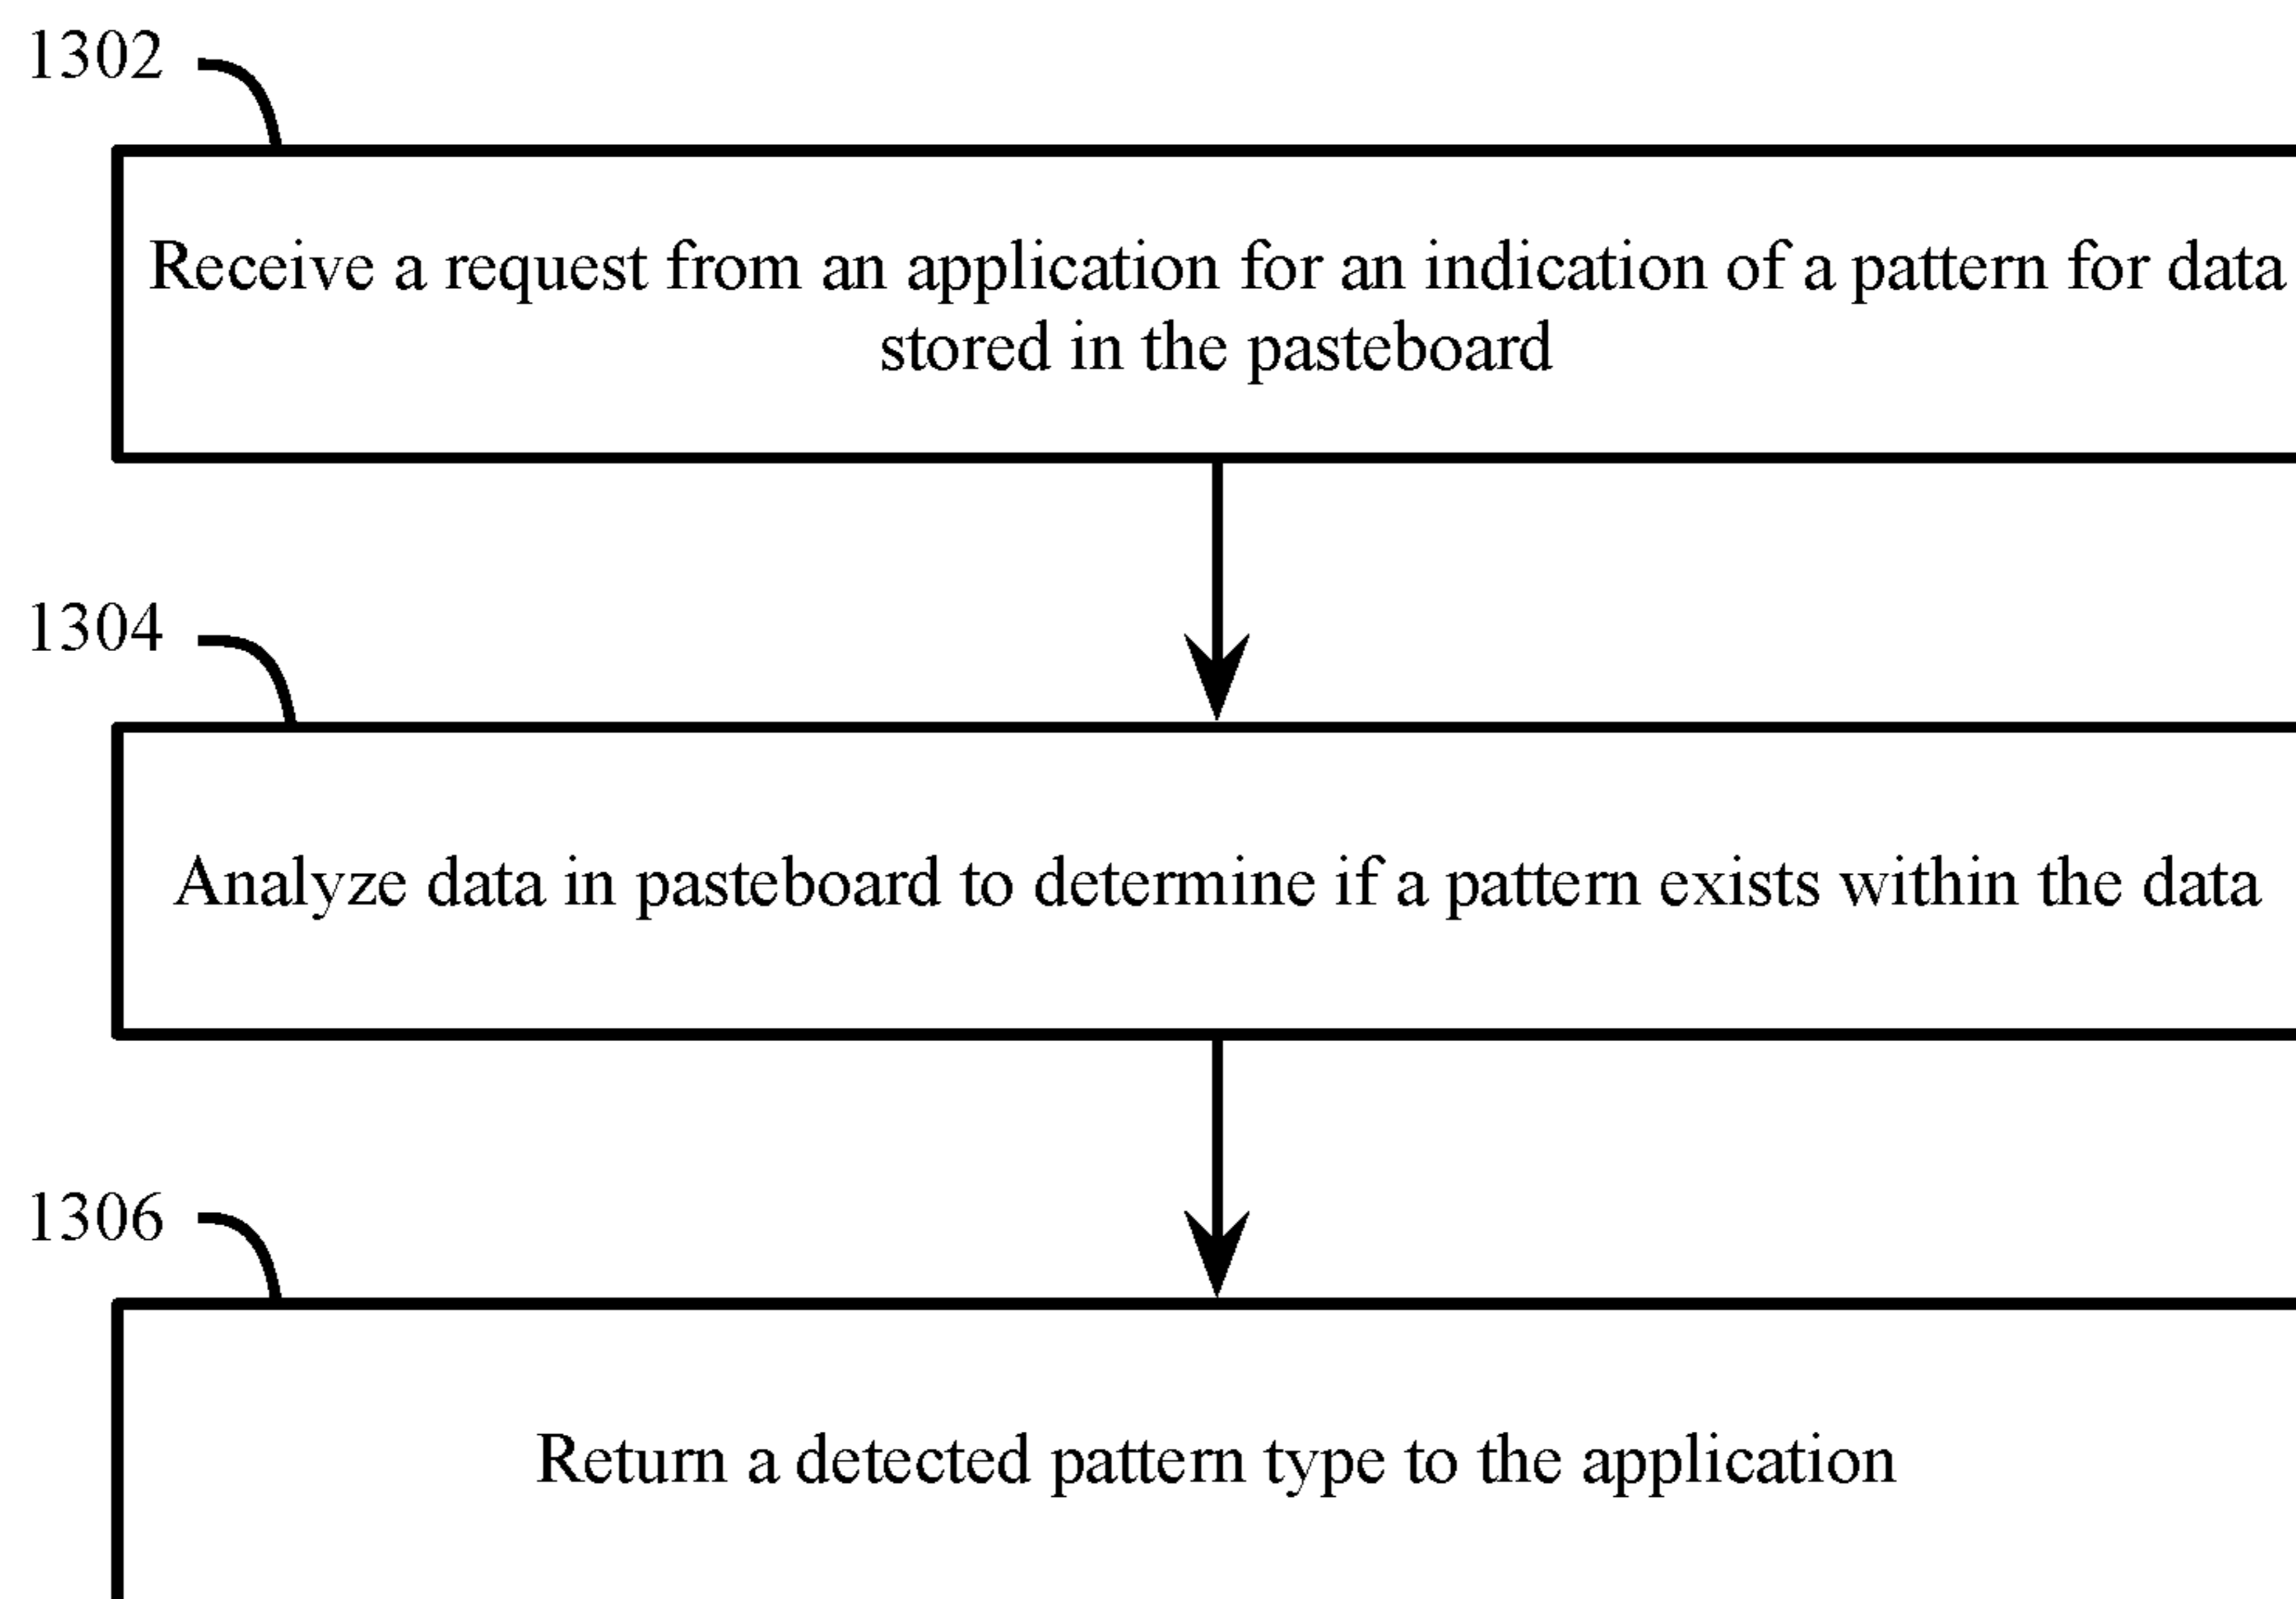 1302
Receive a request from an application for an indication of a pattern for data
stored in the pasteboard
1304
Analyze data in pasteboard to determine if a pattern exists within the data
1306
Return a detected pattern type to the application